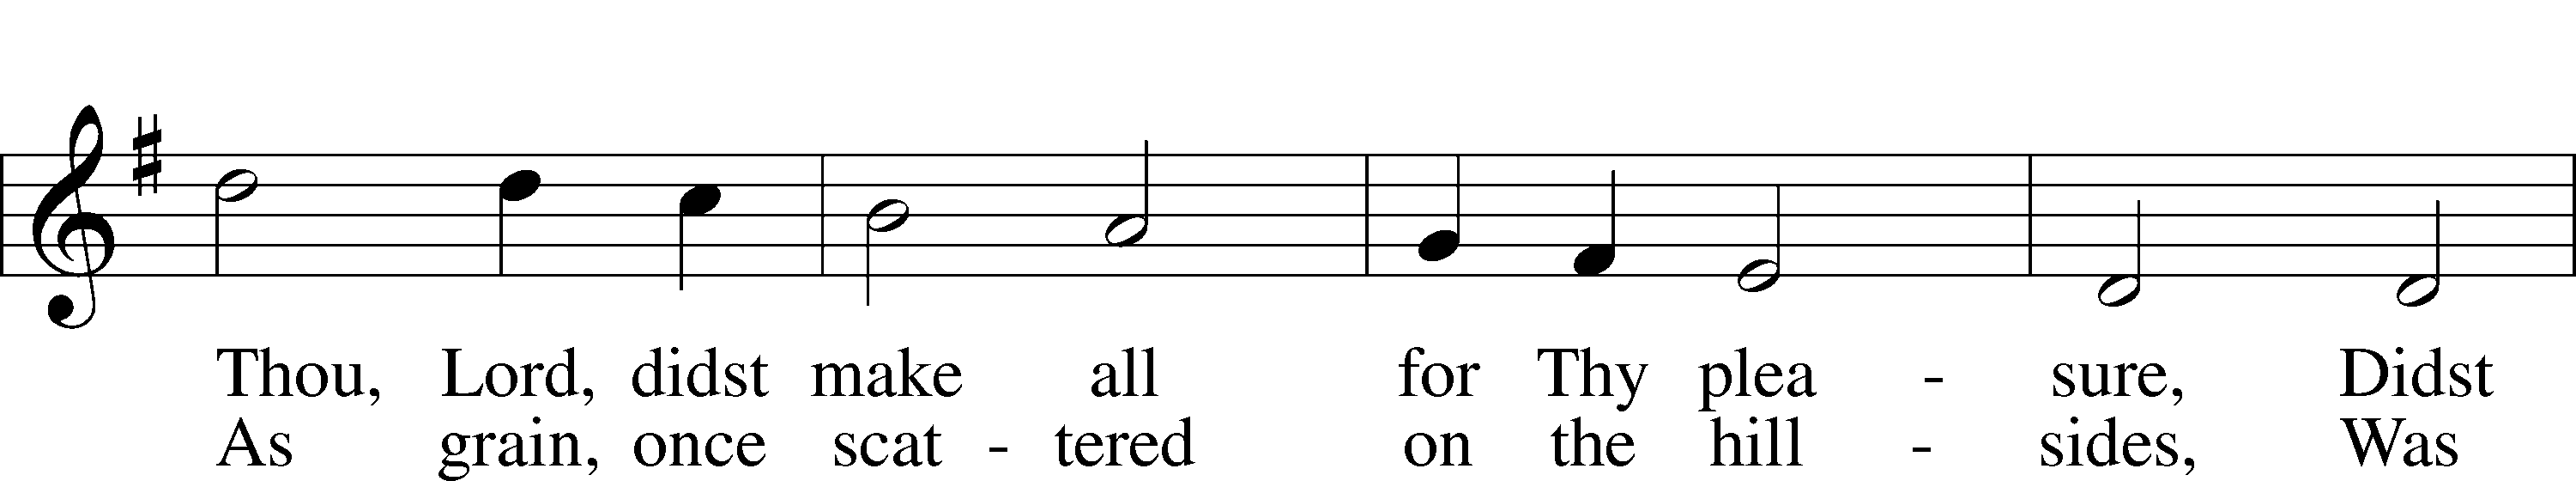 Thou, Lord, didst make all for Thy plea - sure, Didst
As grain, once scat - tered on the hill - sides, Was